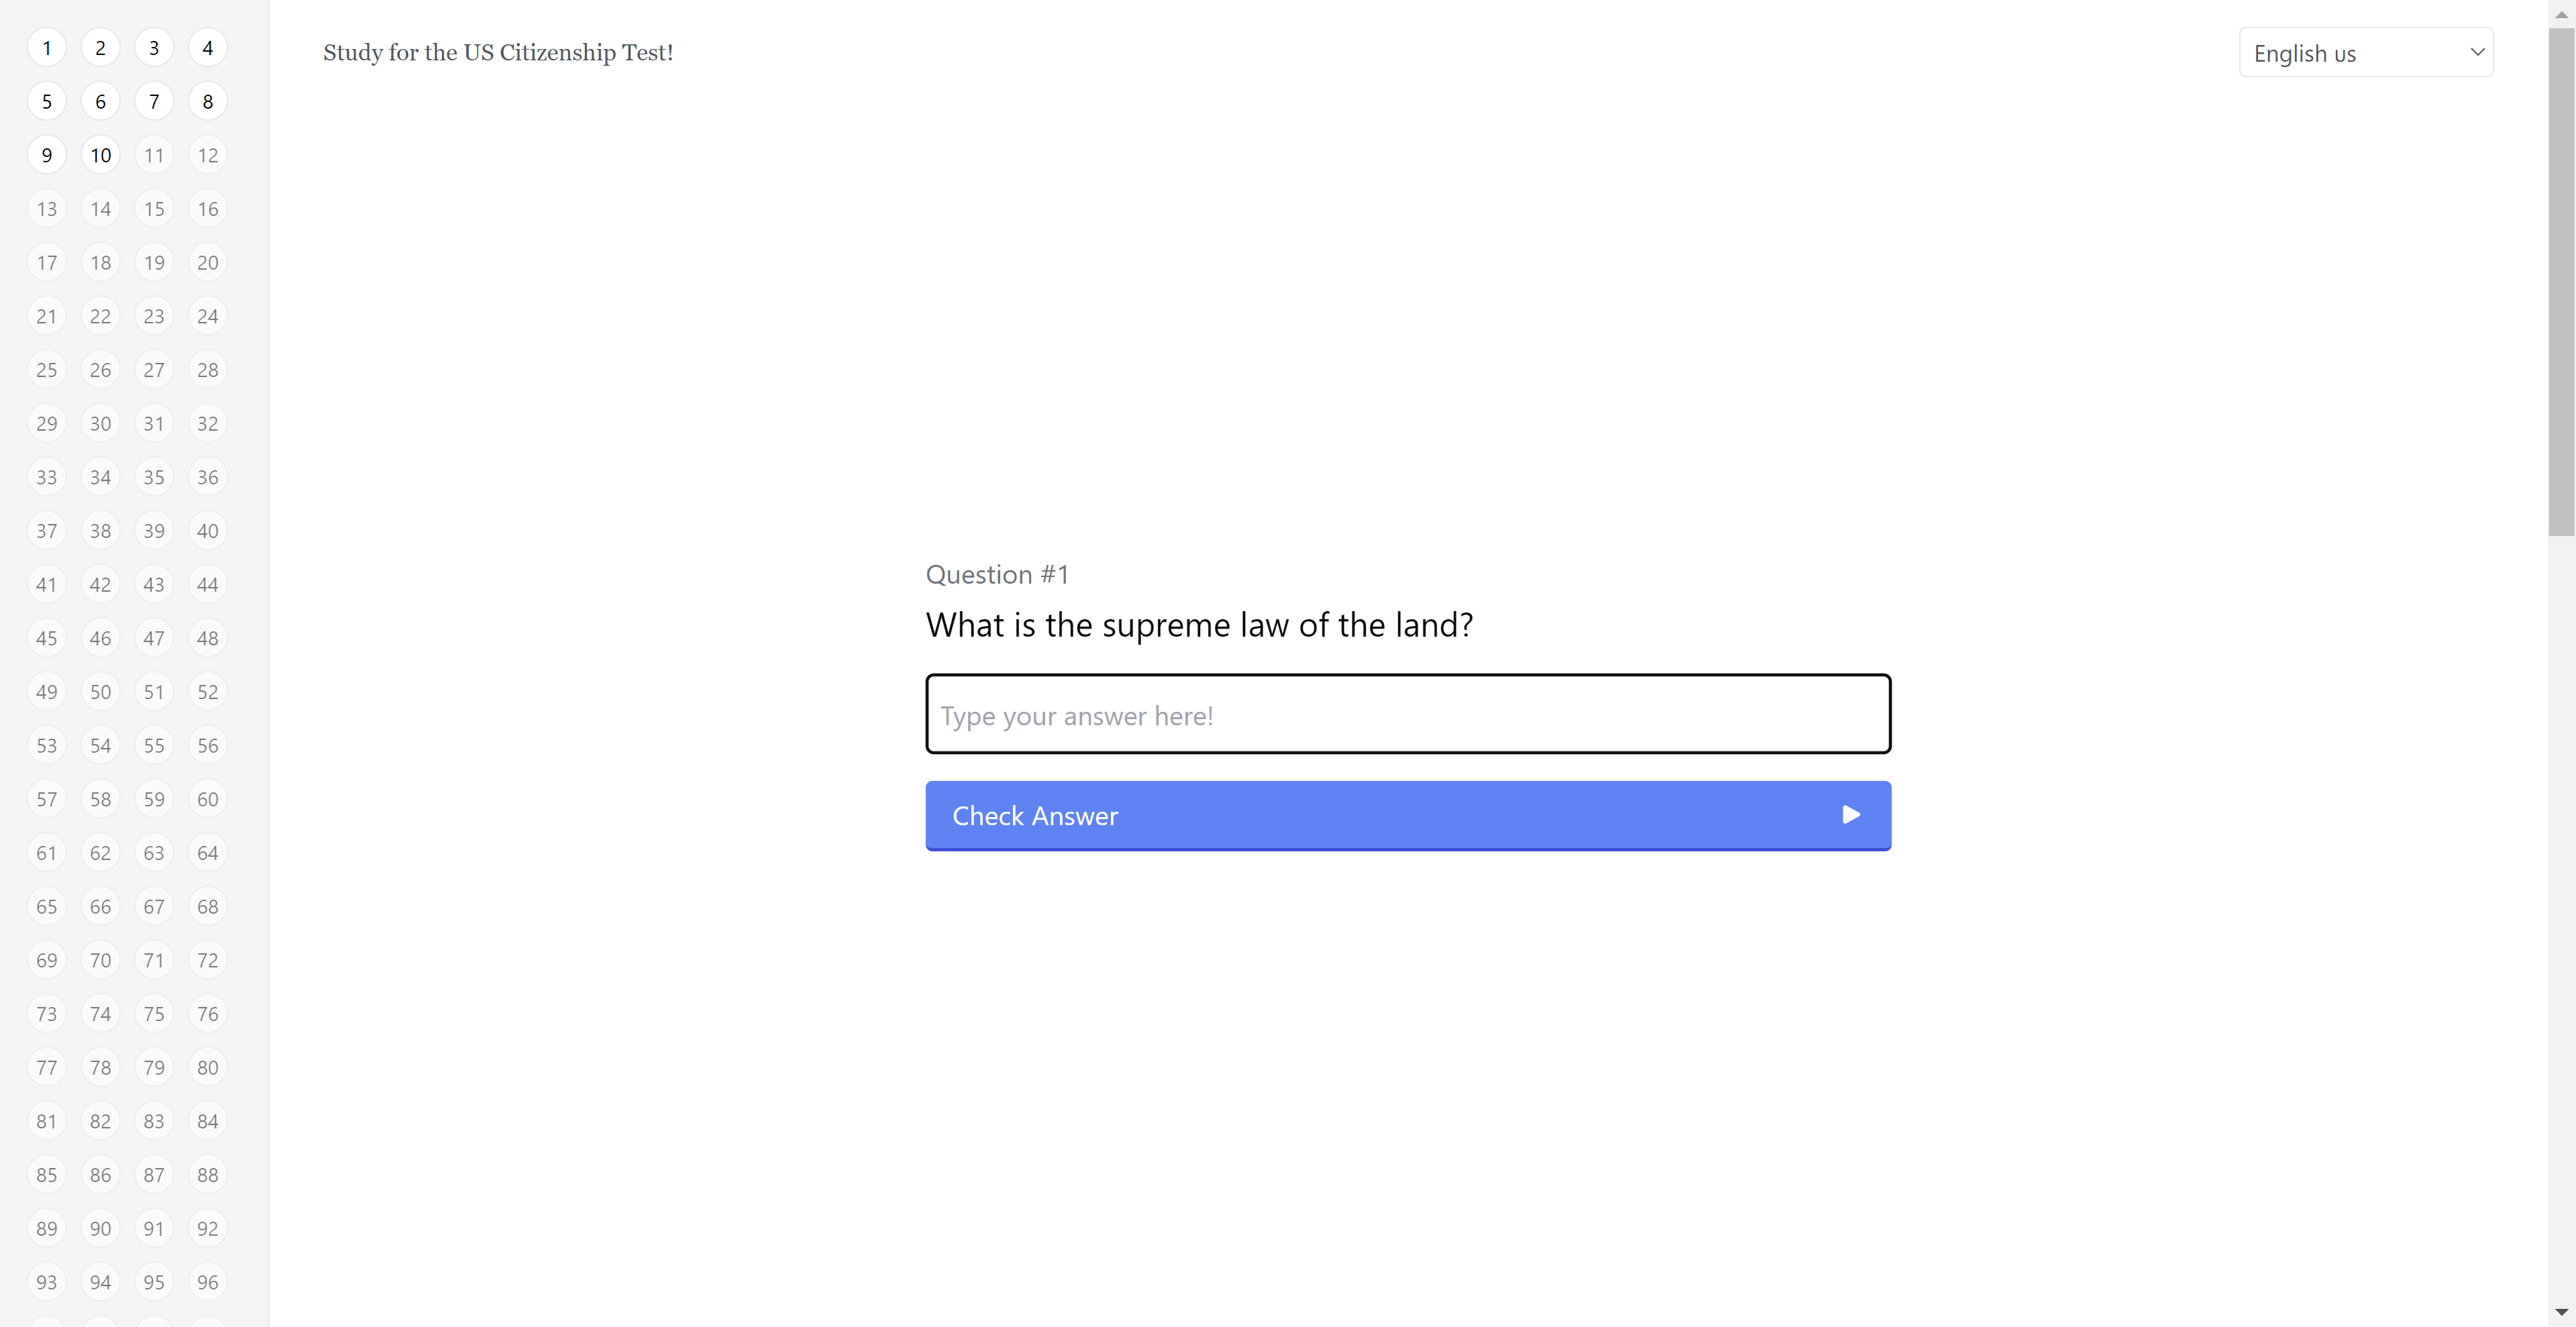 1 2 3 4
5 6 7 8
9 10 11 12
13 14 15 16
17 18 19 20
21 22 23 24
25 26 27 28
29 30 31 32
33 34 35 36
37 38 39 40
41 42 43 44
45 46 47 48
49 50 51 52
53 54 55 56
57 58 59 60
61 62 63 64
65 66 67 68
69 70 71 72
73 74 75 76
77 78 79 80
81 82 83 84
85 86 87 88
89 90 91 92
93 94 95 96
Study for the US Citizenship Test!
English us
Question #1
What is the supreme law of the land?
Type your answer here!
Check Answer